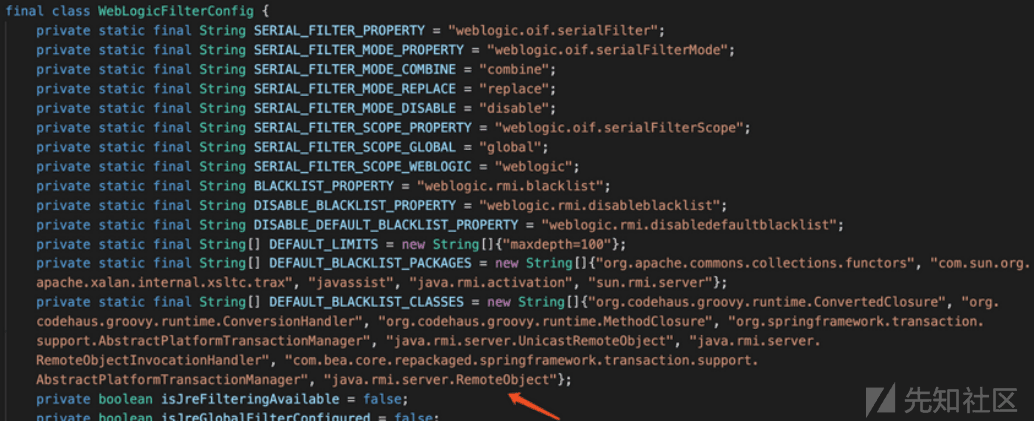 final class WebLogicFilterConfig {
private static final String SERIAL_FILTER_PROPERTY = "weblogic.oif.serialFilter";
private static final String SERIAL_FILTER_MODE_PROPERTY = "weblogic.oif.serialFilterMode";
private static final String SERIAL_FILTER_MODE_COMBINE = "combine";
private static final String SERIAL_FILTER_MODE_REPLACE = "replace";
private static final String SERIAL_FILTER_MODE_DISABLE = "disable";
private static final String SERIAL_FILTER_SCOPE_PROPERTY = "weblogic.oif.serialFilterScope";
private static final String SERIAL_FILTER_SCOPE_GLOBAL = "global";
private static final String SERIAL_FILTER_SCOPE_WEBLOGIC = "weblogic";
private static final String BLACKLIST_PROPERTY = "weblogic.rmi.blacklist";
private static final String DISABLE_BLACKLIST_PROPERTY = "weblogic.rmi.disableblacklist";
private static final String DISABLE_DEFAULT_BLACKLIST_PROPERTY = "weblogic.rmi.disabledefaultblacklist";
private static final String[] DEFAULT_LIMITS = new String[]{"maxdepth=100"};
private static final String[] DEFAULT_BLACKLIST_PACKAGES = new String[]{"org.apache.commons.collections.functors", "com.sun.org.
apache.xalan.internal.xsltc.trax", "javassist", "java.rmi.activation", "sun.rmi.server"};
private static final String[] DEFAULT_BLACKLIST_CLASSES = new String[]{"org.codehaus.groovy.runtime.ConvertedClosure", "org.
codehaus.groovy.runtime.ConversionHandler", "org.codehaus.groovy.runtime.MethodClosure", "org.springframework.transaction.
support.AbstractPlatformTransactionManager", "java.rmi.server.UnicastRemoteObject", "java.rmi.server.
RemoteObjectInvocationHandler", "com.bea.core.repackaged.springframework.transaction.support.
AbstractPlatformTransactionManager", "java.rmi.server.RemoteObject"};
private boolean isJreFilteringAvailable = false;
private boolean isJreGlobalFilterConfigured = false;
先知社区